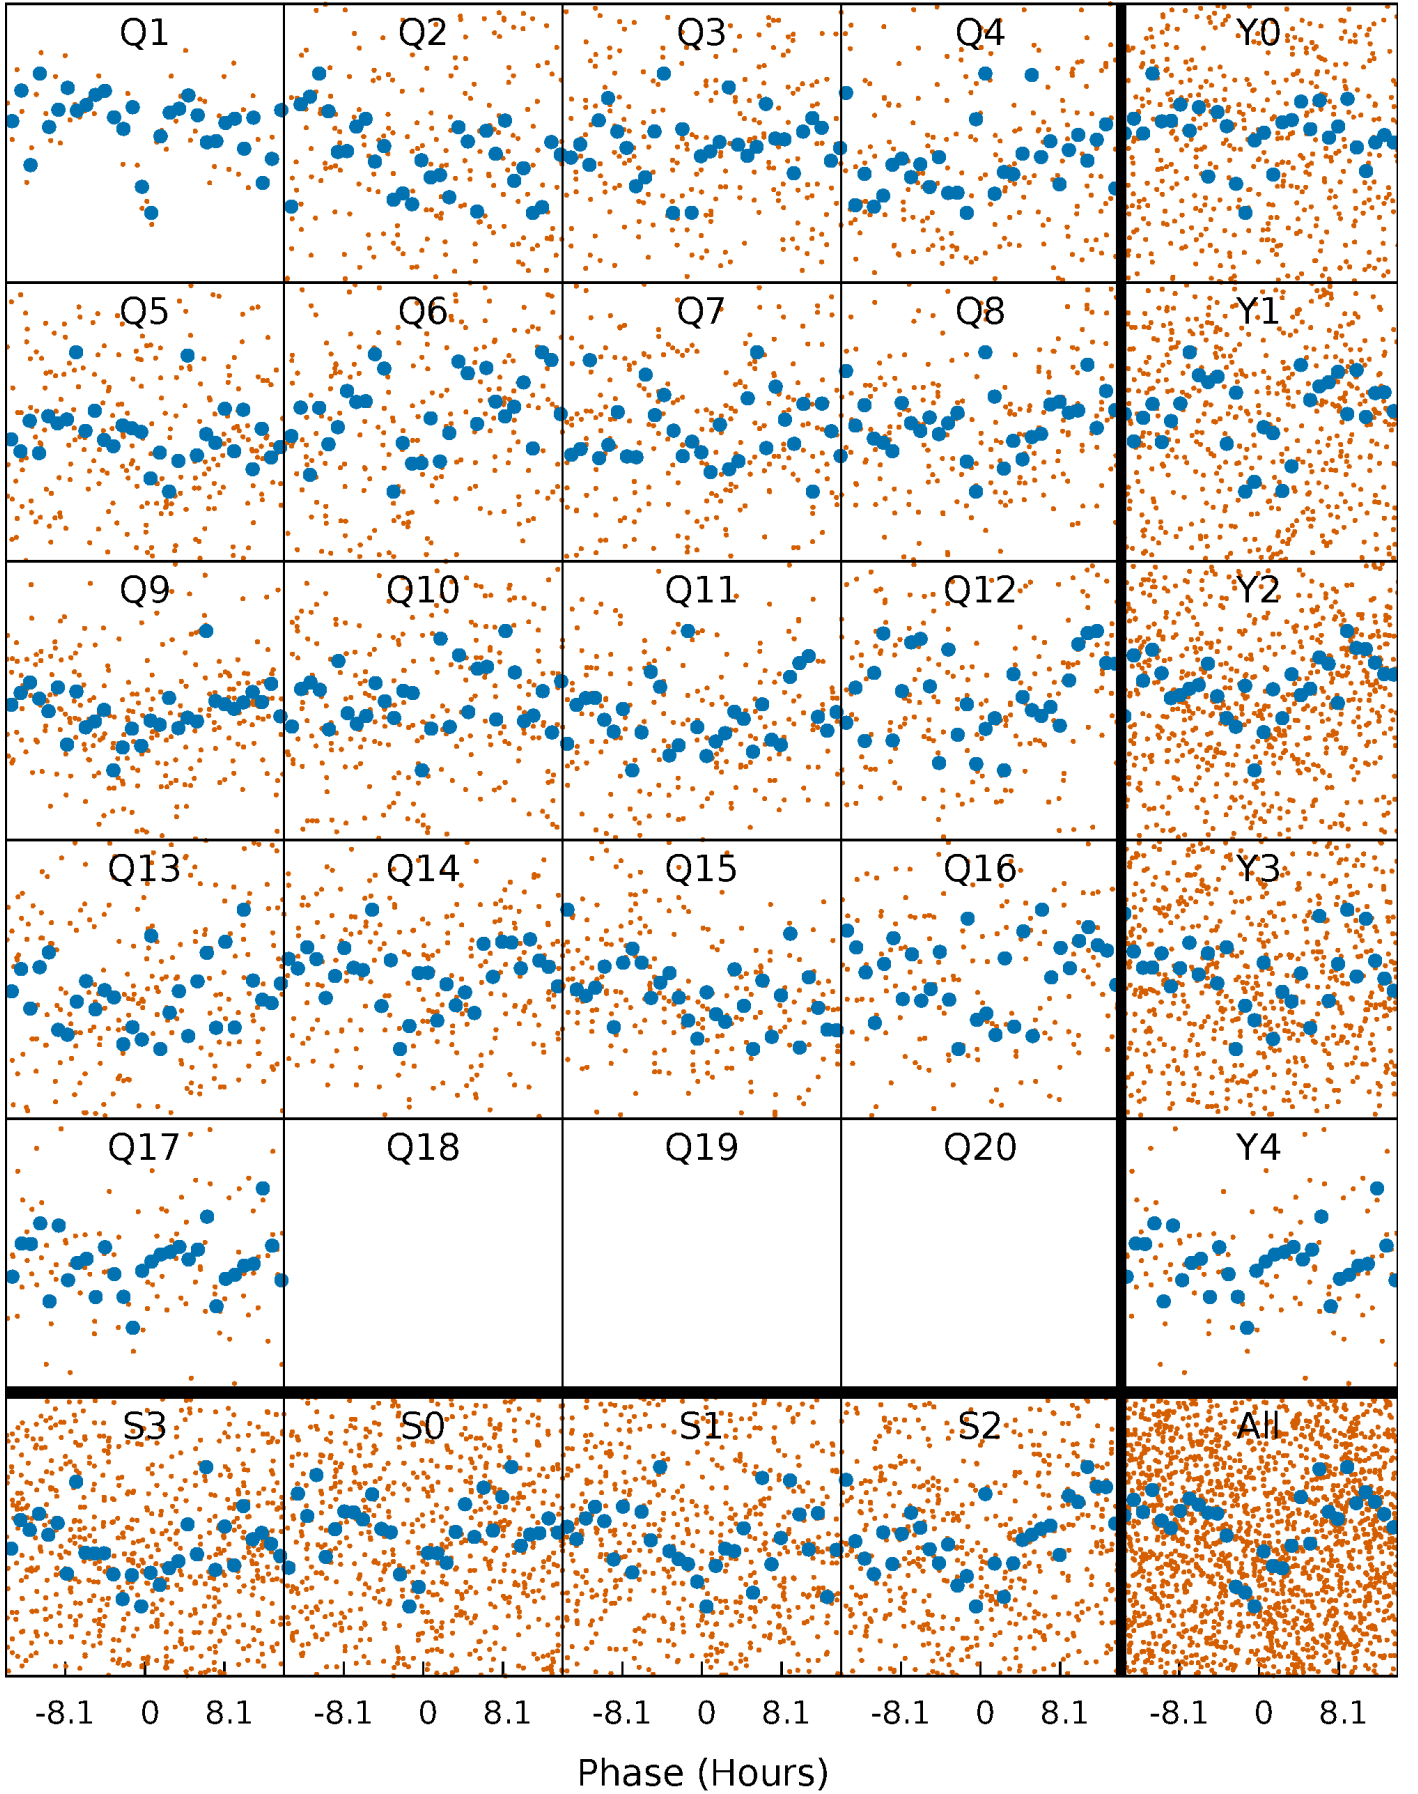 Q1 Q2 Q3 Q4 Y0
Q5 Q6 Q7 Q8 Y1
Q9 Q10 Q11 Q12 Y2
Q13 Q14 Q15 Q16 Y3
Q17 Q18 Q19 Q20 Y4
S3 S0 S1 S2 All
-8.1 0 8.1 -8.1 0 8.1 -8.1 0 8.1 -8.1 0 8.1 -8.1 0 8.1
Phase (Hours)